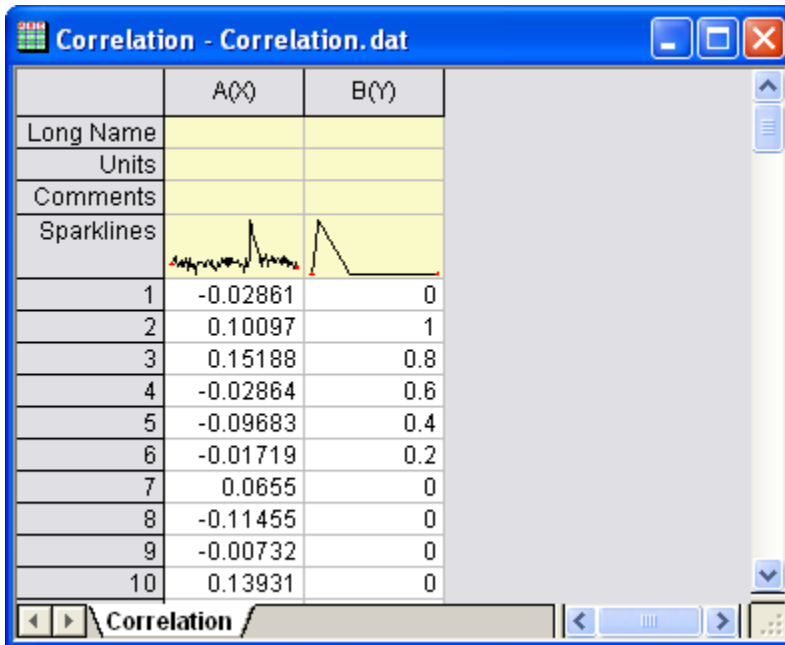 Correlation - Correlation.dat
A(X) B(Y)
Long Name
Units
Comments
Sparklines
1 -0.02861 0
2 0.10097 1
3 0.15188 0.8
4 -0.02864 0.6
5 -0.09683 0.4
6 -0.01719 0.2
7 0.0655 0
8 -0.11455 0
9 -0.00732 0
10 0.13931 0
Correlation